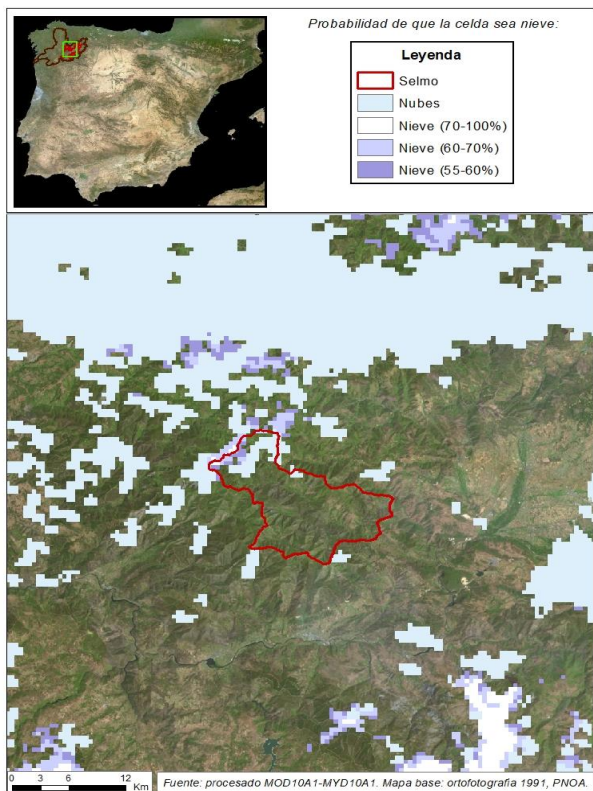 Probabilidad de que la celda sea nieve:
Leyenda
Selmo
Nubes
Nieve (70-100%)
Nieve (60-70%)
Nieve (55-60%)
0 3 6 12
Km
Fuente: procesado MOD10A1-MYD10A1. Mapa base: ortofotografia 1991, PNOA.